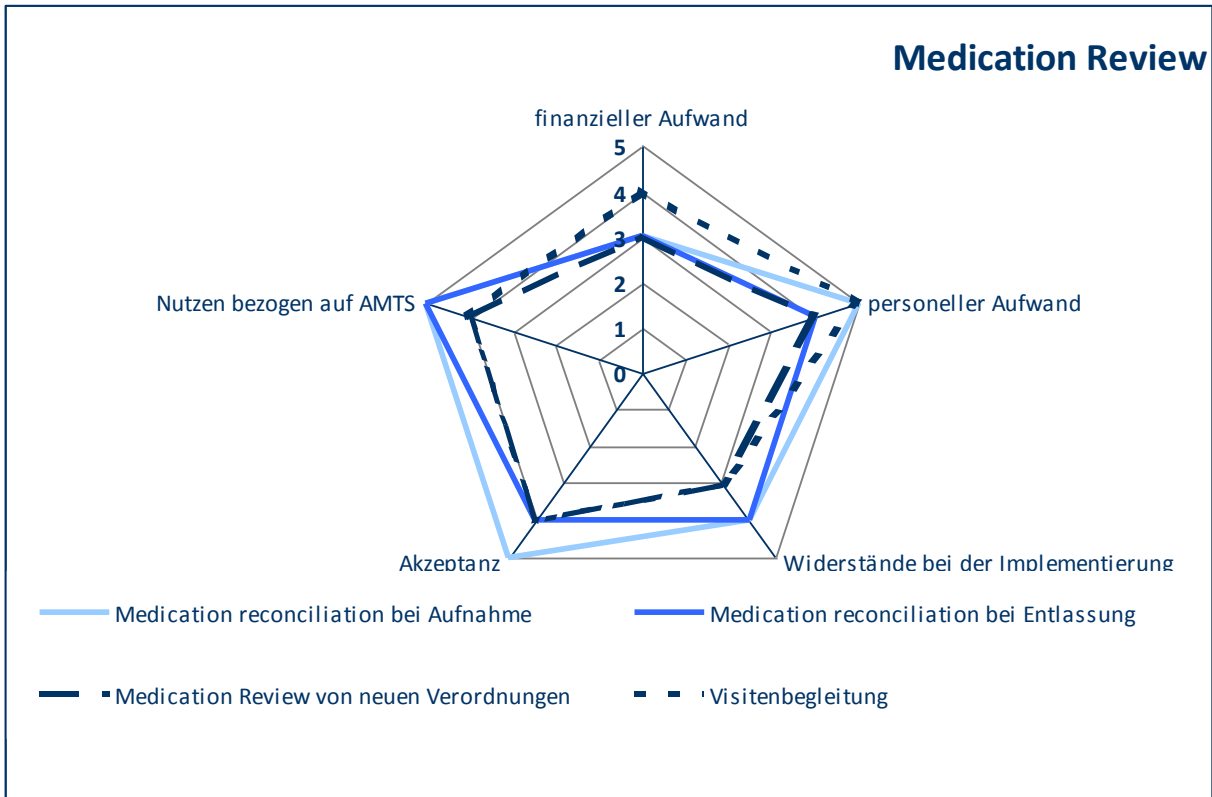 Medication Review
finanzieller Aufwand
5
4
3
2
1
0
Nutzen bezogen auf AMTS
personeller Aufwand
Akzeptanz
Widerstände bei der Implementierung
Medication reconciliation bei Aufnahme
Medication reconciliation bei Entlassung
Medication Review von neuen Verordnungen
Visitenbegleitung